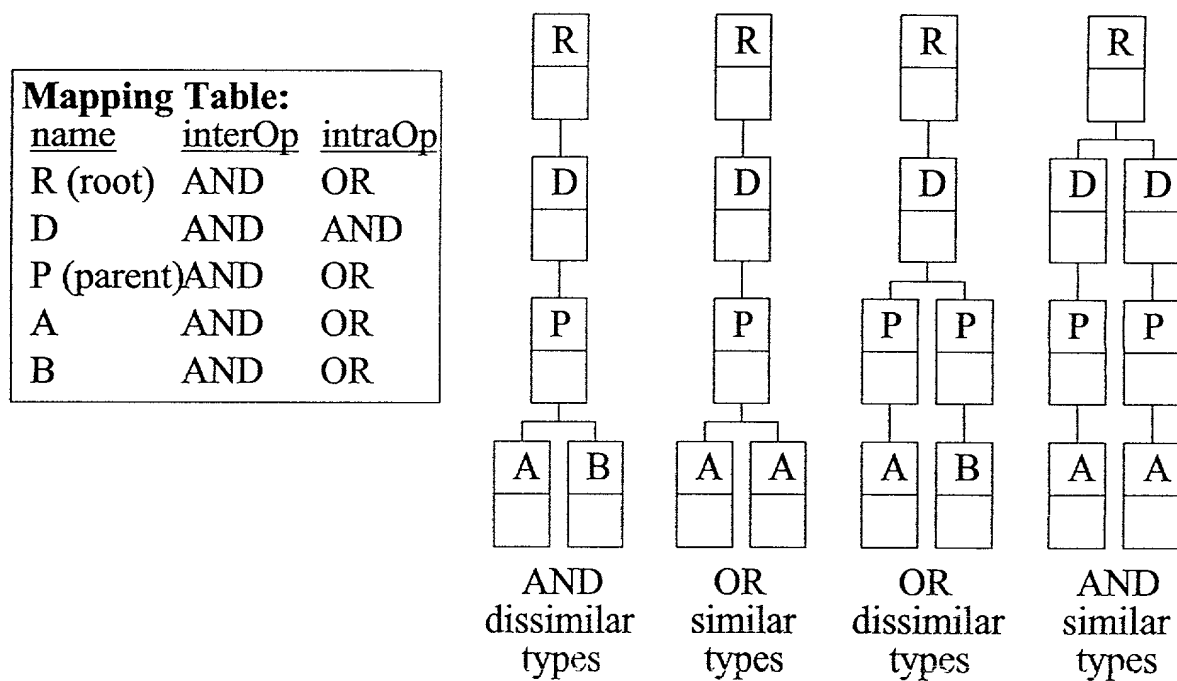 Mapping Table:
name interOp intraOp
R (root) AND OR
D AND AND
P (parent) AND OR
A AND OR
B AND OR
R R R R
D D D D D
P P P P P P
A B A A A B A A
AND
dissimilar
types
OR
similar
types
OR
dissimilar
types
AND
similar
types